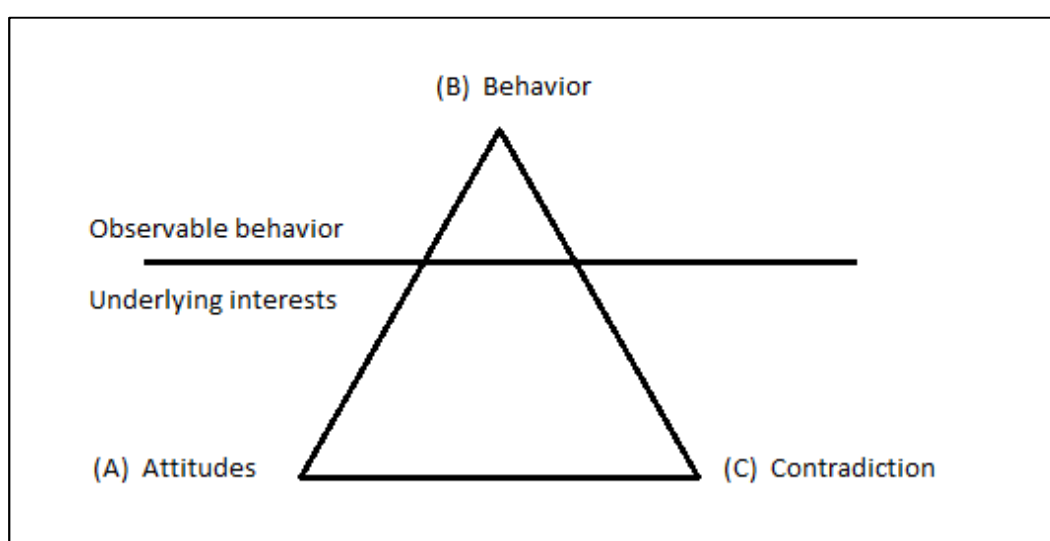 (B) Behavior
Observable behavior
Underlying interests
(A) Attitudes
(C) Contradiction